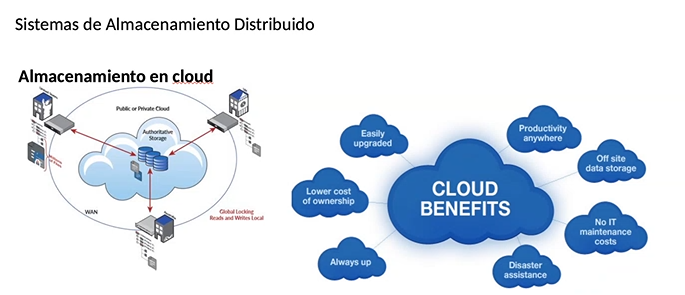 Sistemas de Almacenamiento Distribuido
Almacenamiento en cloud
Public or Private Cloud
Authoritative
Storage
WAN
Global Locking
Reads and Writes Local
Easily
upgraded
Productivity
anywhere
Off site
data storage
Lower cost
of ownership
CLOUD
BENEFITS
No IT
maintenance
costs
Always up
Disaster
assistance